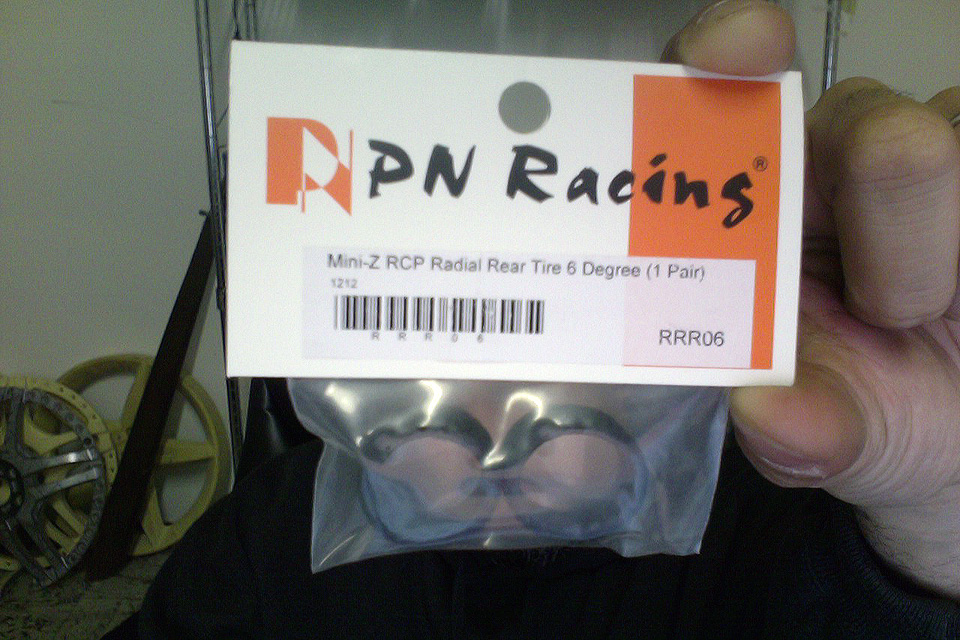 PN Racing®
Mini-Z RCP Radial Rear Tire 6 Degree (1 Pair)
1212
RRR06
RRR06